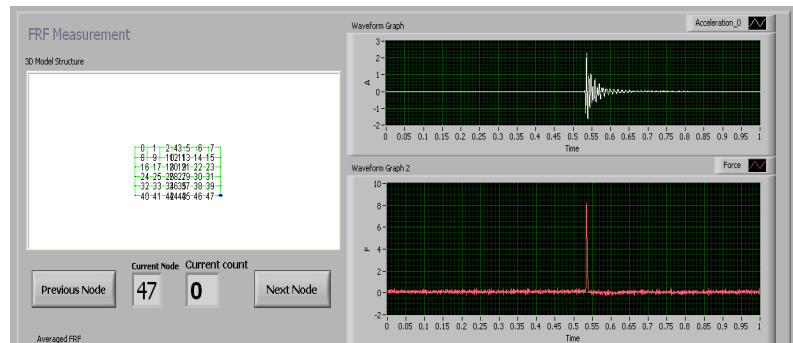 FRF Measurement
3D Model Structure
0 1 2 4 3 5 6 7
8 9 13 14 15
16 17 22 23
24 25 29 30 31
32 33 37 38 39
40 41 46 47
Previous Node
Current Node
47
Current count
0
Next Node
Averaged FRF
Waveform Graph
Acceleration_0
3
2
1
0
-1
-2
A
0 0.05 0.1 0.15 0.2 0.25 0.3 0.35 0.4 0.45 0.5 0.55 0.6 0.65 0.7 0.75 0.8 0.85 0.9 0.95 1
Time
Waveform Graph 2
Force
10
8
6
4
2
0
-2
F
0 0.05 0.1 0.15 0.2 0.25 0.3 0.35 0.4 0.45 0.5 0.55 0.6 0.65 0.7 0.75 0.8 0.85 0.9 0.95 1
Time